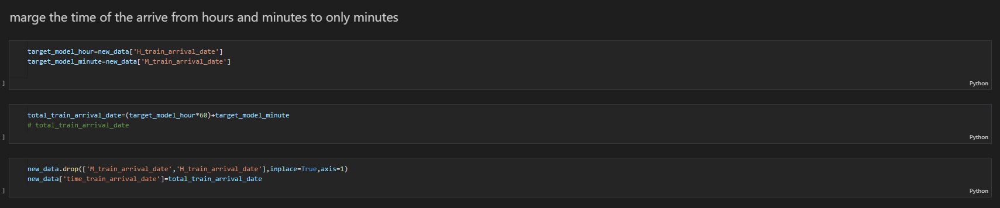 marge the time of the arrive from hours and minutes to only minutes
target_model_hour=new_data['H_train_arrival_date']
target_model_minute=new_data['M_train_arrival_date']
]
Python
total_train_arrival_date=(target_model_hour*60)+target_model_minute
# total_train_arrival_date
]
Python
new_data.drop(['M_train_arrival_date','H_train_arrival_date'],inplace=True,axis=1)
new_data['time_train_arrival_date']=total_train_arrival_date
]
Python